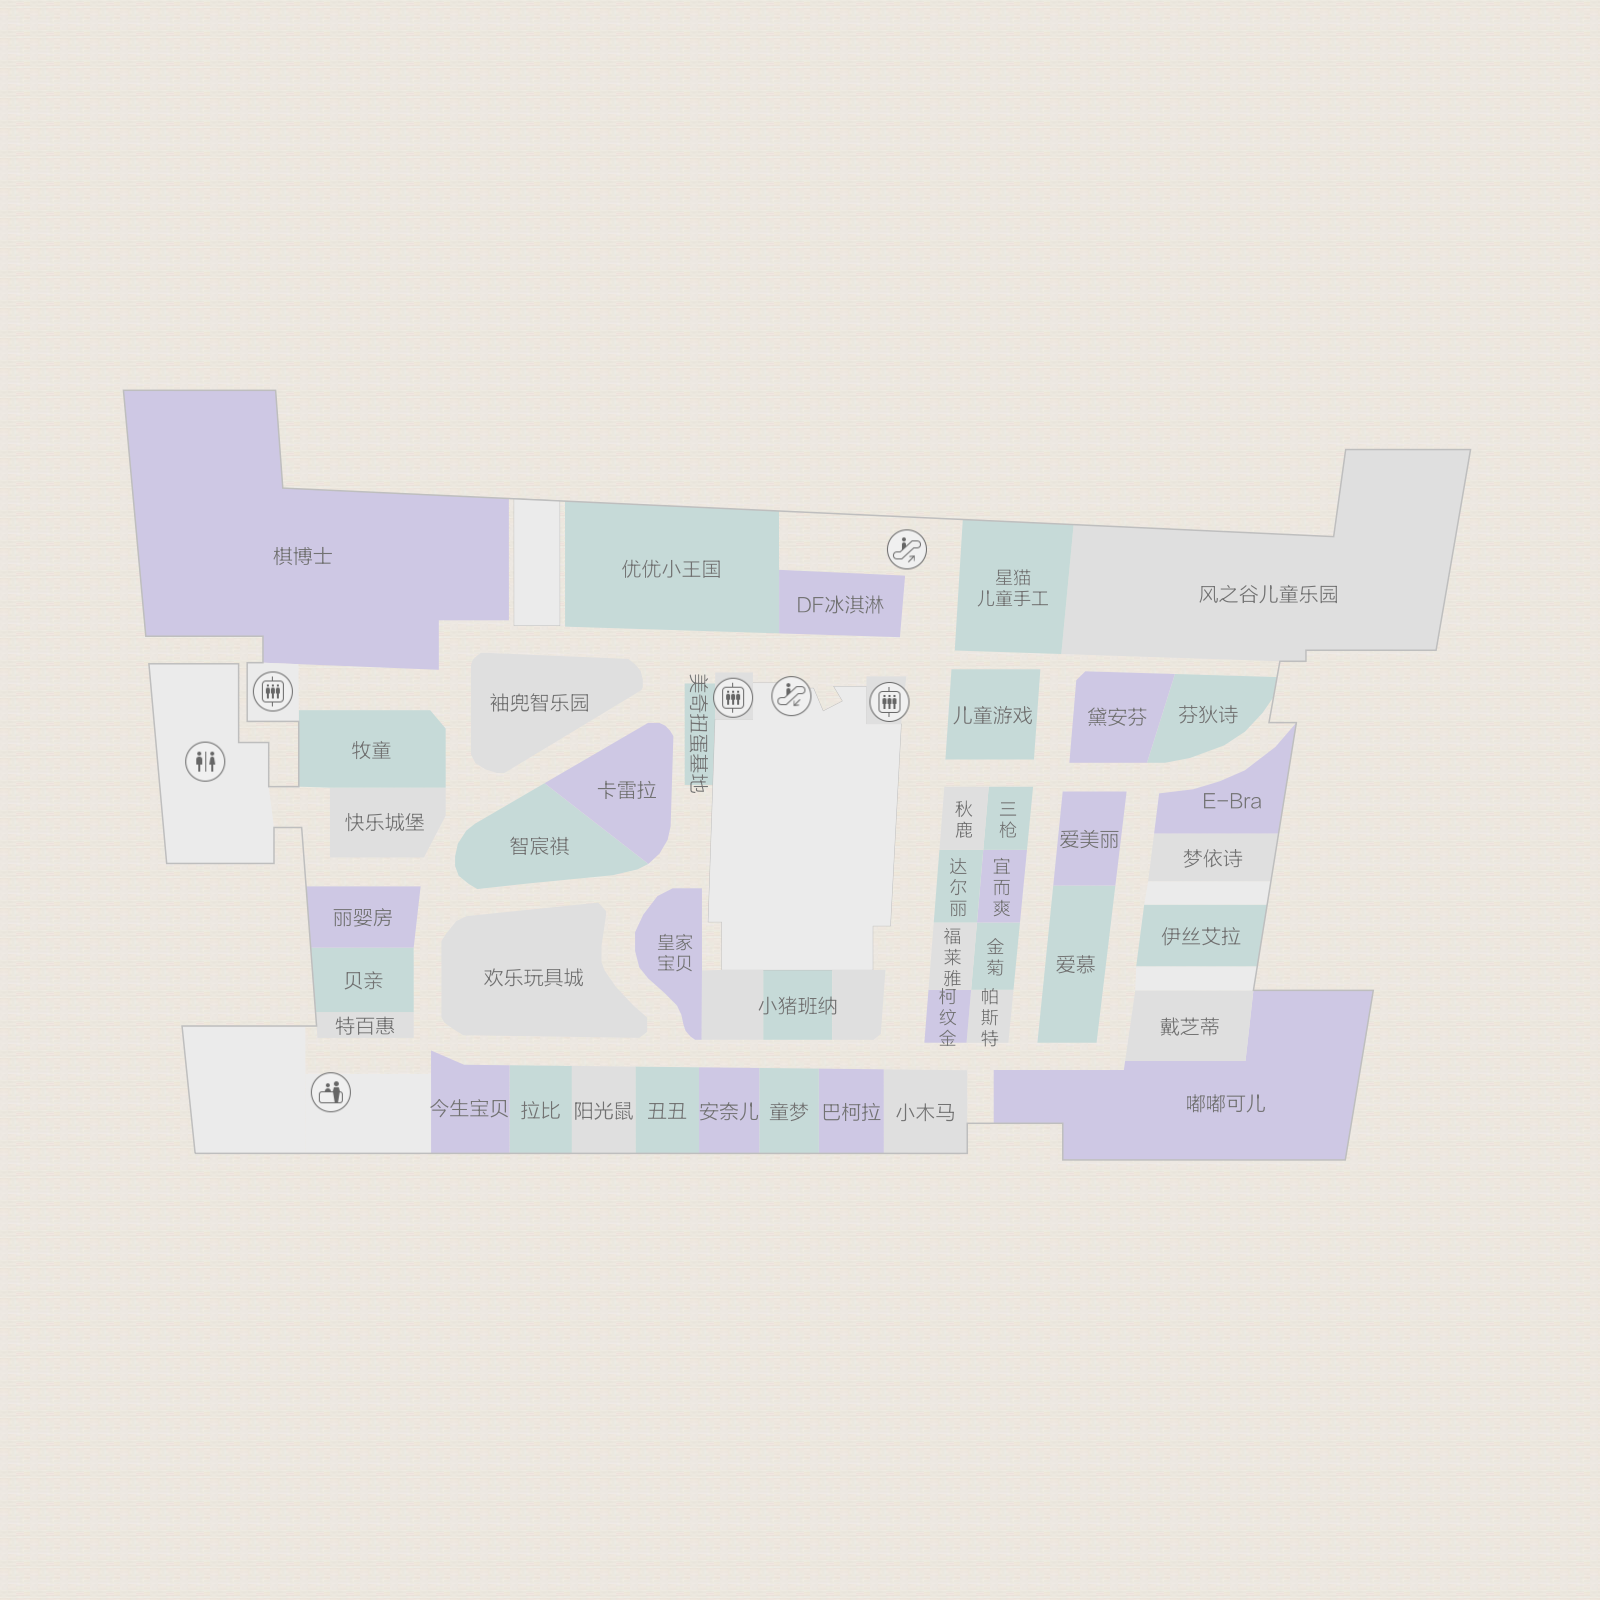 棋博士
优优小王国
DF冰淇淋
星猫
儿童手工
风之谷儿童乐园
袖兜智乐园
美奇扭蛋基地
儿童游戏
黛安芬
芬狄诗
牧童
快乐城堡
卡雷拉
智宸祺
E-Bra
秋鹿
三枪
爱美丽
梦依诗
达尔丽
宜而爽
丽婴房
贝亲
特百惠
欢乐玩具城
皇家
宝贝
小猪班纳
福莱雅
金菊
爱慕
伊丝艾拉
柯纹金
帕斯特
戴芝蒂
今生宝贝
拉比
阳光鼠
丑丑
安奈儿
童梦
巴柯拉
小木马
嘟嘟可儿